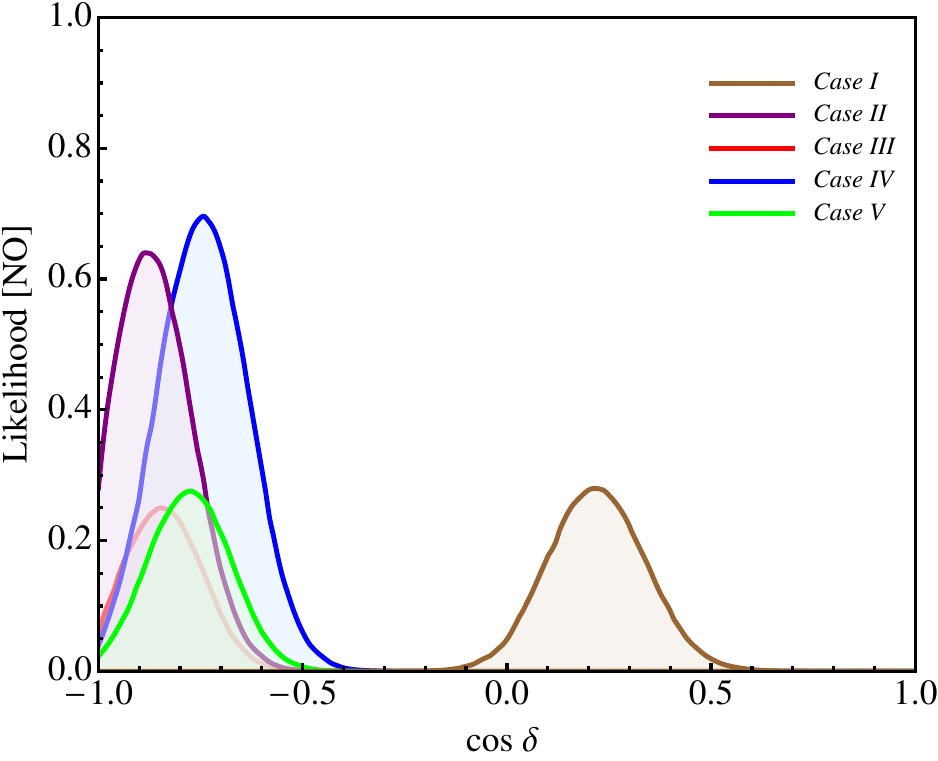 1.0
0.8
0.6
0.4
0.2
0.0
Likelihood [NO]
Case I
Case II
Case III
Case IV
Case V
−1.0
−0.5
0.0
0.5
1.0
cos δ